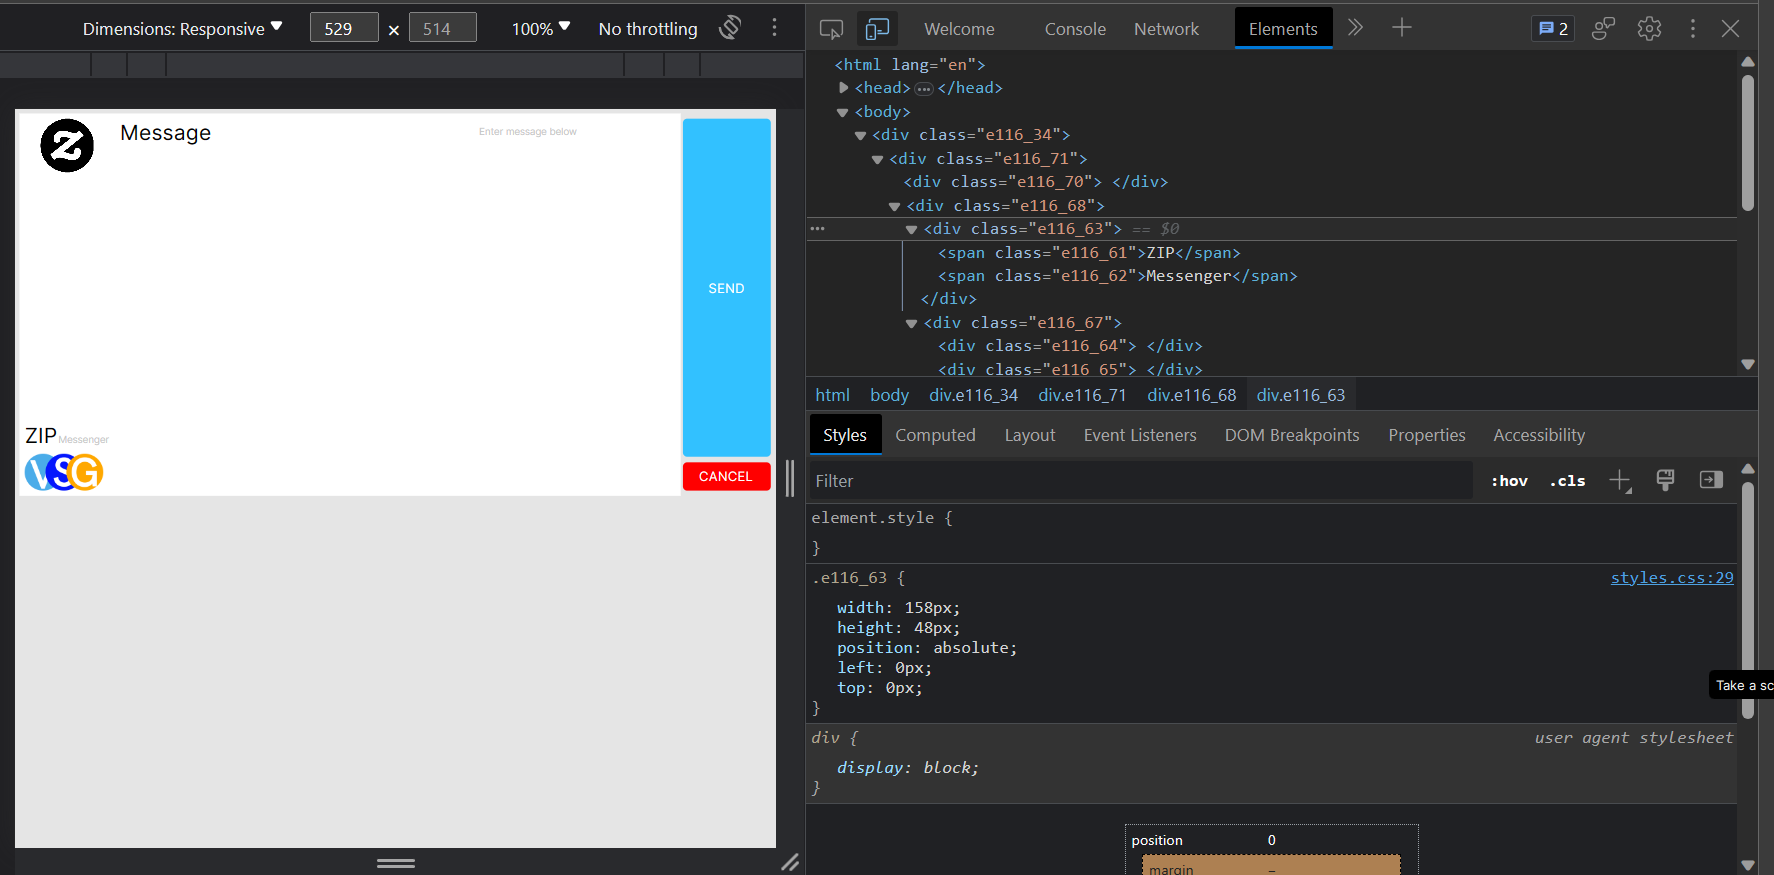 Dimensions: Responsive 529 × 514 100% No throttling
Welcome Console Network Elements 2
<html lang="en">
<head> ... </head>
<body>
<div class="e116_34">
<div class="e116_71">
<div class="e116_70"> </div>
<div class="e116_68">
... <div class="e116_63"> == $0
<span class="e116_61">ZIP</span>
<span class="e116_62">Messenger</span>
</div>
<div class="e116_67">
<div class="e116_64"> </div>
<div class="e116_65"> </div>
html body div.e116_34 div.e116_71 div.e116_68 div.e116_63
Styles Computed Layout Event Listeners DOM Breakpoints Properties Accessibility
Filter :hov .cls
element.style {
}
.e116_63 { styles.css:29
width: 158px;
height: 48px;
position: absolute;
left: 0px;
top: 0px;
}
div { user agent stylesheet
display: block;
}
position 0
margin –
Take a sc
Z Message Enter message below
SEND
CANCEL
ZIP Messenger
VSG